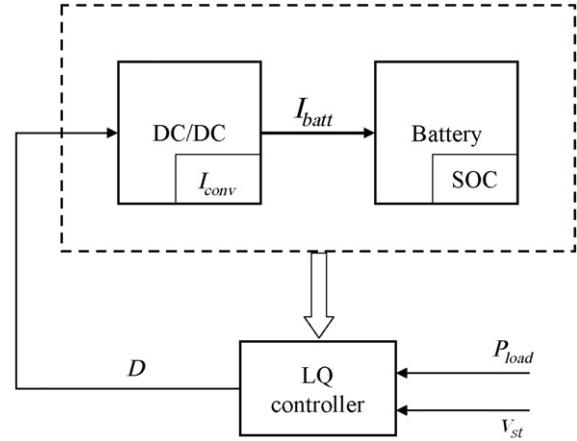 DC/DC
I_conv
I_batt
Battery
SOC
D
LQ
controller
P_load
V_st